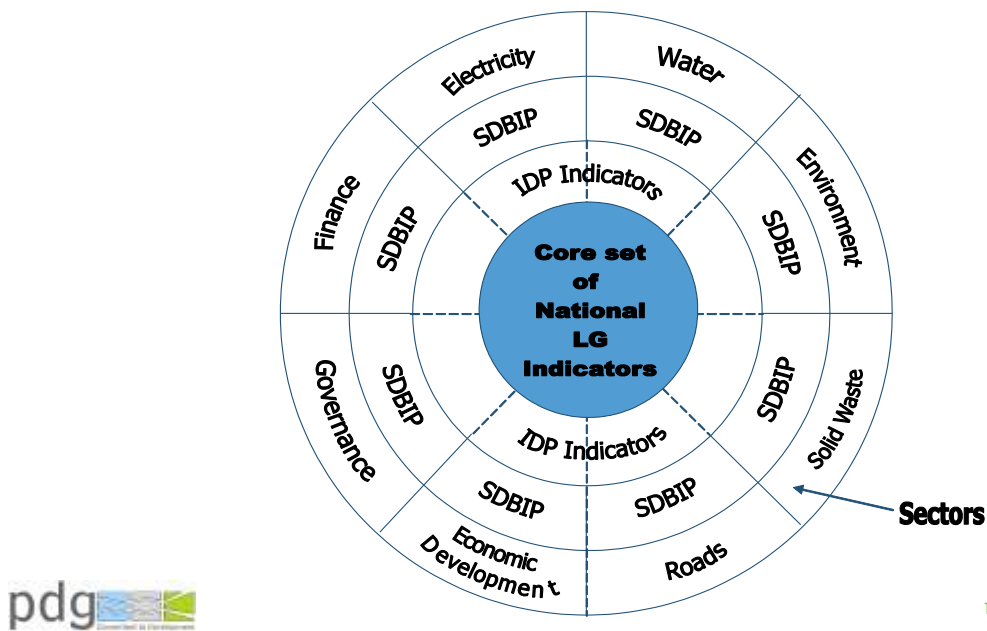 Electricity
Water
SDBIP
SDBIP
Finance
IDP Indicators
Environment
SDBIP
SDBIP
Core set
of
National
LG
Indicators
Governance
SDBIP
SDBIP
Solid Waste
IDP Indicators
SDBIP
SDBIP
Sectors
Economic
Development
Roads
pdg